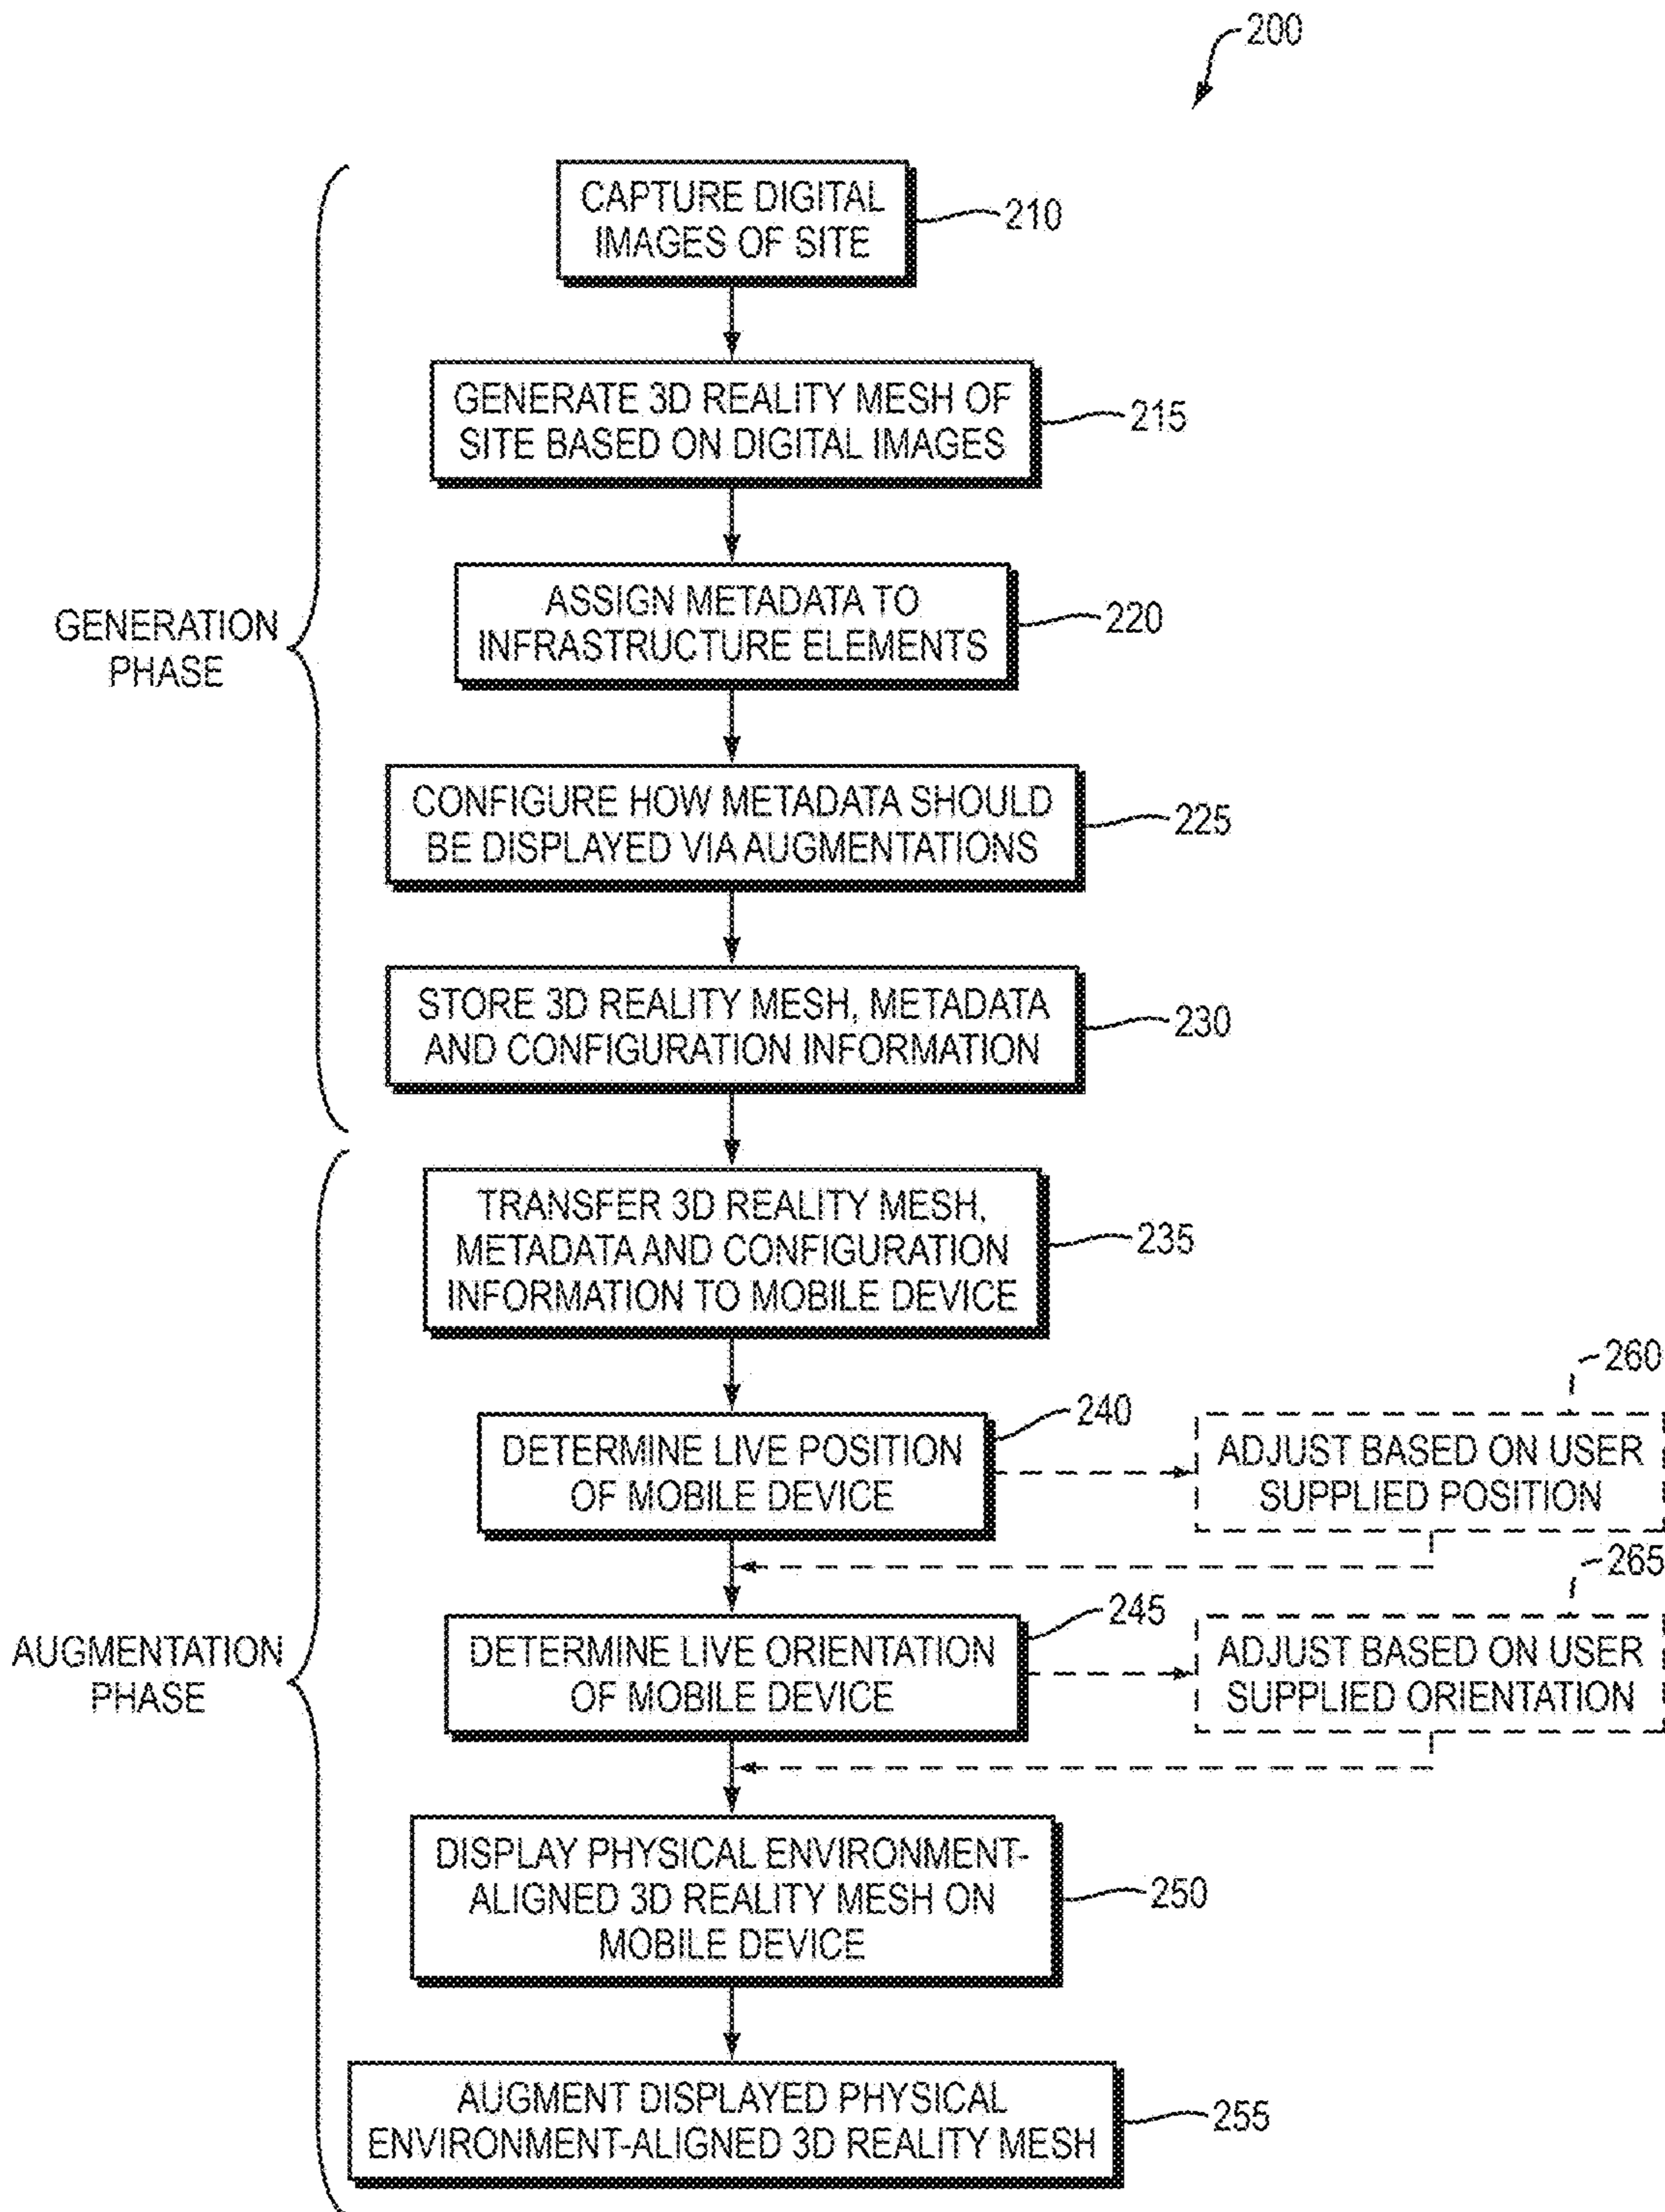 200
CAPTURE DIGITAL
IMAGES OF SITE
210
GENERATE 3D REALITY MESH OF
SITE BASED ON DIGITAL IMAGES
215
ASSIGN METADATA TO
INFRASTRUCTURE ELEMENTS
220
GENERATION
PHASE
CONFIGURE HOW METADATA SHOULD
BE DISPLAYED VIA AUGMENTATIONS
225
STORE 3D REALITY MESH, METADATA
AND CONFIGURATION INFORMATION
230
TRANSFER 3D REALITY MESH,
METADATA AND CONFIGURATION
INFORMATION TO MOBILE DEVICE
235
DETERMINE LIVE POSITION
OF MOBILE DEVICE
240
ADJUST BASED ON USER
SUPPLIED POSITION
260
DETERMINE LIVE ORIENTATION
OF MOBILE DEVICE
245
ADJUST BASED ON USER
SUPPLIED ORIENTATION
265
AUGMENTATION
PHASE
DISPLAY PHYSICAL ENVIRONMENT-
ALIGNED 3D REALITY MESH ON
MOBILE DEVICE
250
AUGMENT DISPLAYED PHYSICAL
ENVIRONMENT-ALIGNED 3D REALITY MESH
255